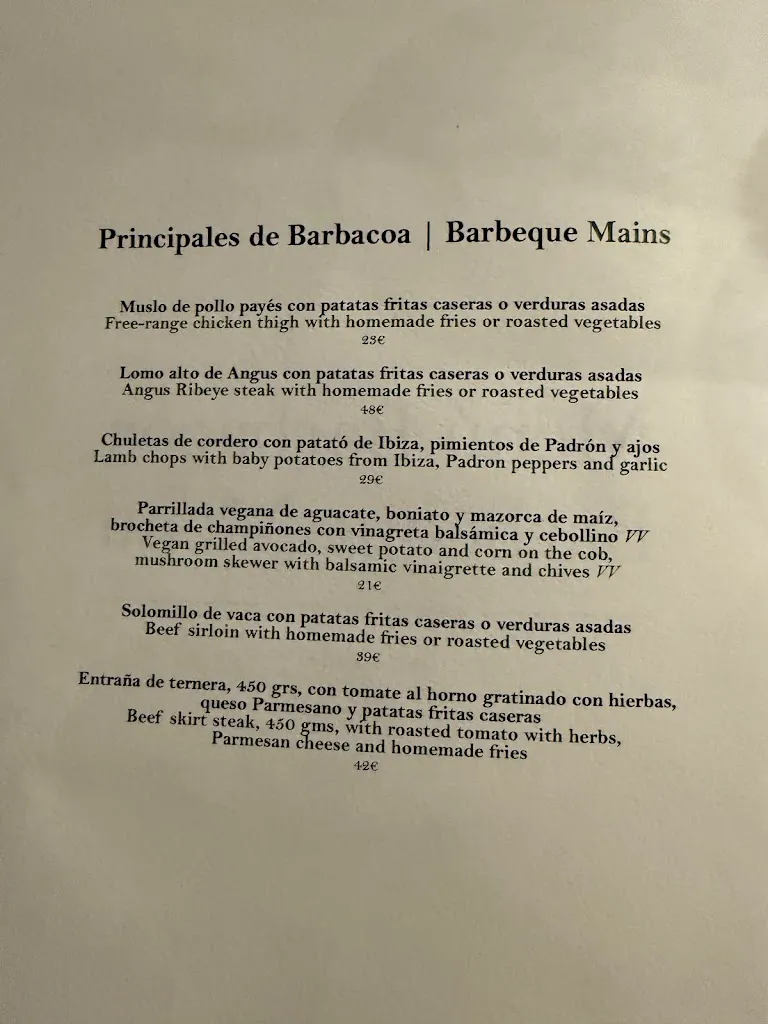 Principales de Barbacoa | Barbeque Mains
Muslo de pollo payés con patatas fritas caseras o verduras asadas
Free-range chicken thigh with homemade fries or roasted vegetables
23€
Lomo alto de Angus con patatas fritas caseras o verduras asadas
Angus Ribeye steak with homemade fries or roasted vegetables
48€
Chuletas de cordero con patató de Ibiza, pimientos de Padrón y ajos
Lamb chops with baby potatoes from Ibiza, Padron peppers and garlic
29€
Parrillada vegana de aguacate, boniato y mazorca de maíz,
brocheta de champiñones con vinagreta balsámica y cebollino VV
Vegan grilled avocado, sweet potato and corn on the cob,
mushroom skewer with balsamic vinaigrette and chives VV
21€
Solomillo de vaca con patatas fritas caseras o verduras asadas
Beef sirloin with homemade fries or roasted vegetables
39€
Entraña de ternera, 450 grs, con tomate al horno gratinado con hierbas,
queso Parmesano y patatas fritas caseras
Beef skirt steak, 450 gms, with roasted tomato with herbs,
Parmesan cheese and homemade fries
42€